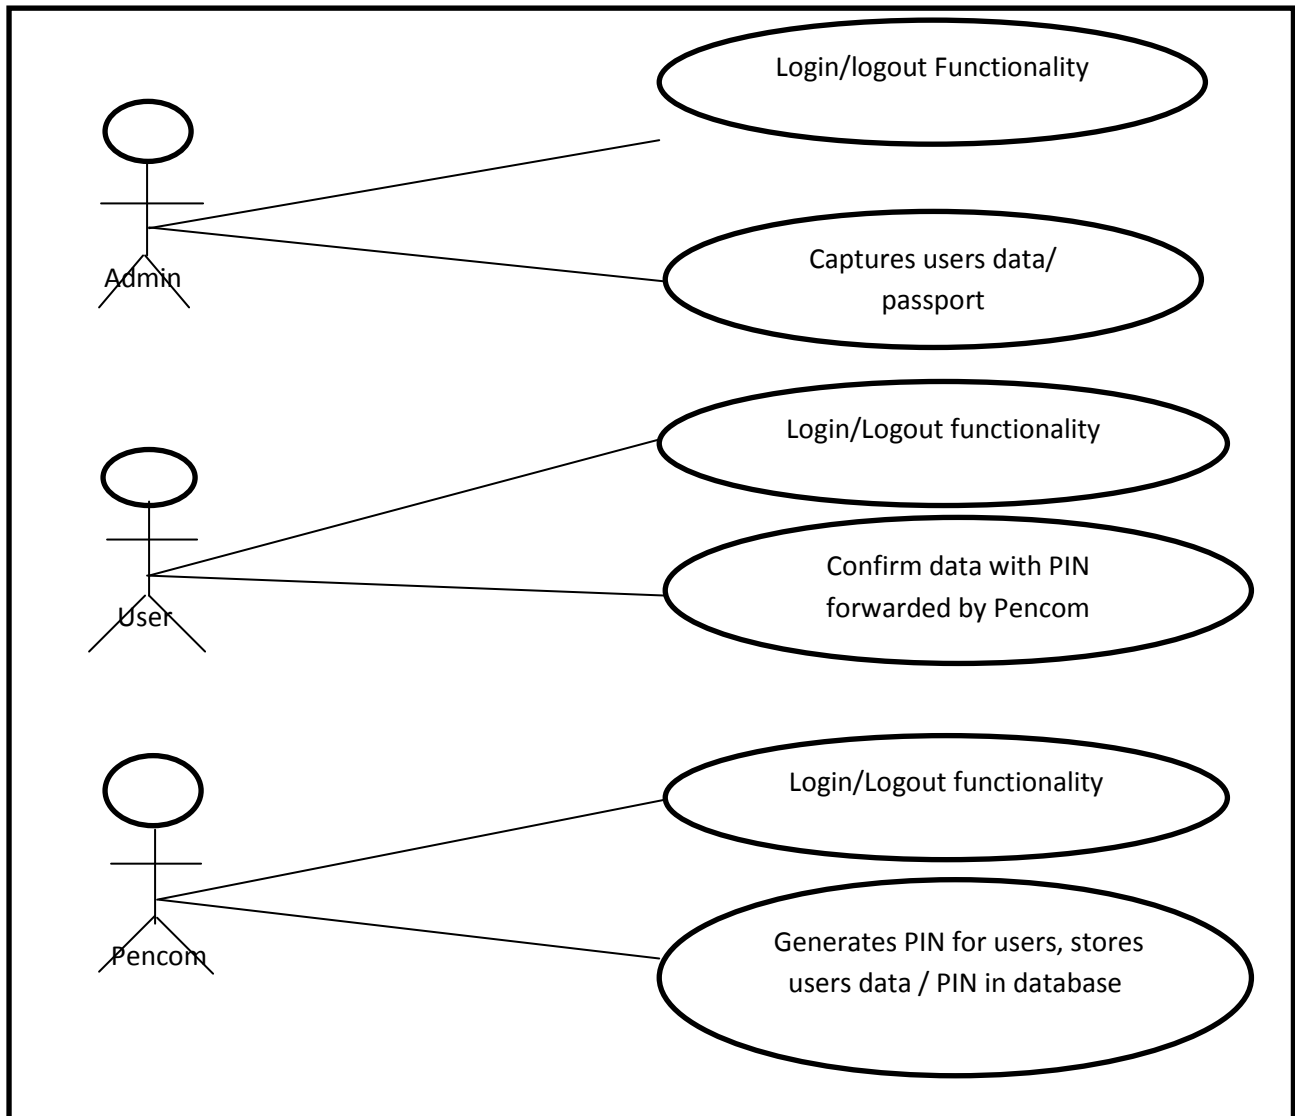 Login/logout Functionality
Admin
Captures users data/
passport
Login/Logout functionality
User
Confirm data with PIN
forwarded by Pencom
Login/Logout functionality
Pencom
Generates PIN for users, stores
users data / PIN in database